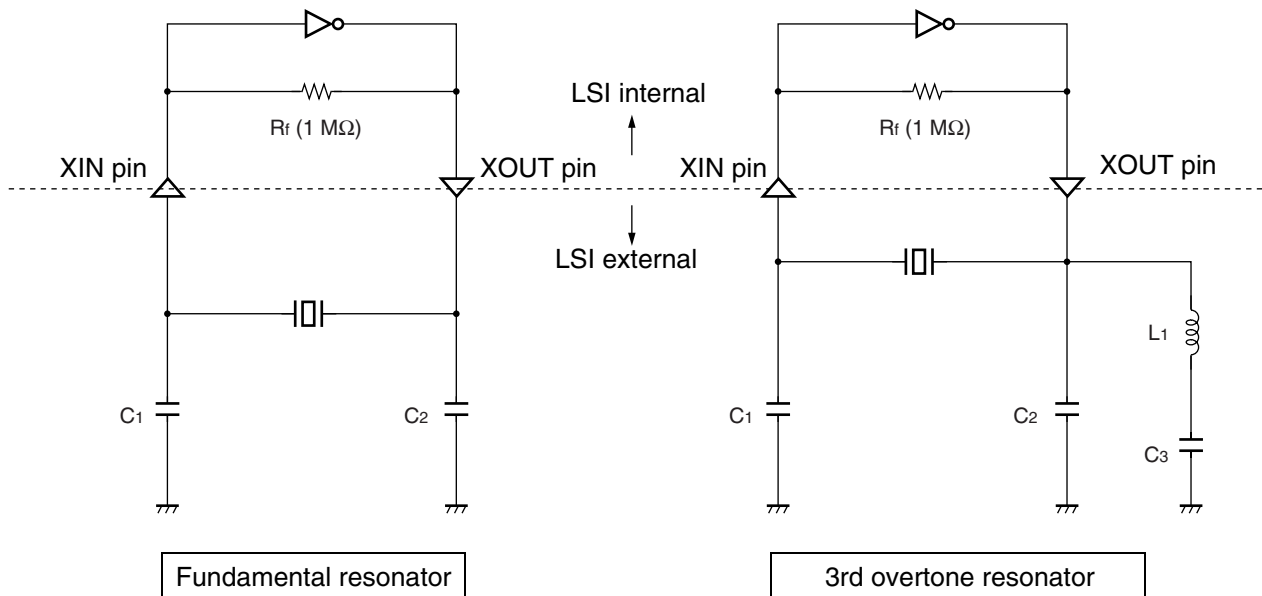 LSI internal
Rf (1 MΩ)
Rf (1 MΩ)
XIN pin
XOUT pin
XIN pin
XOUT pin
LSI external
L1
C1
C2
C1
C2
C3
Fundamental resonator
3rd overtone resonator